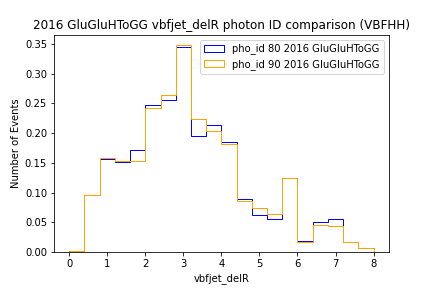 2016 GluGluHToGG vbfjet_delR photon ID comparison (VBFHH)
pho_id 80 2016 GluGluHToGG
pho_id 90 2016 GluGluHToGG
Number of Events
0.35
0.30
0.25
0.20
0.15
0.10
0.05
0.00
0 1 2 3 4 5 6 7 8
vbfjet_delR